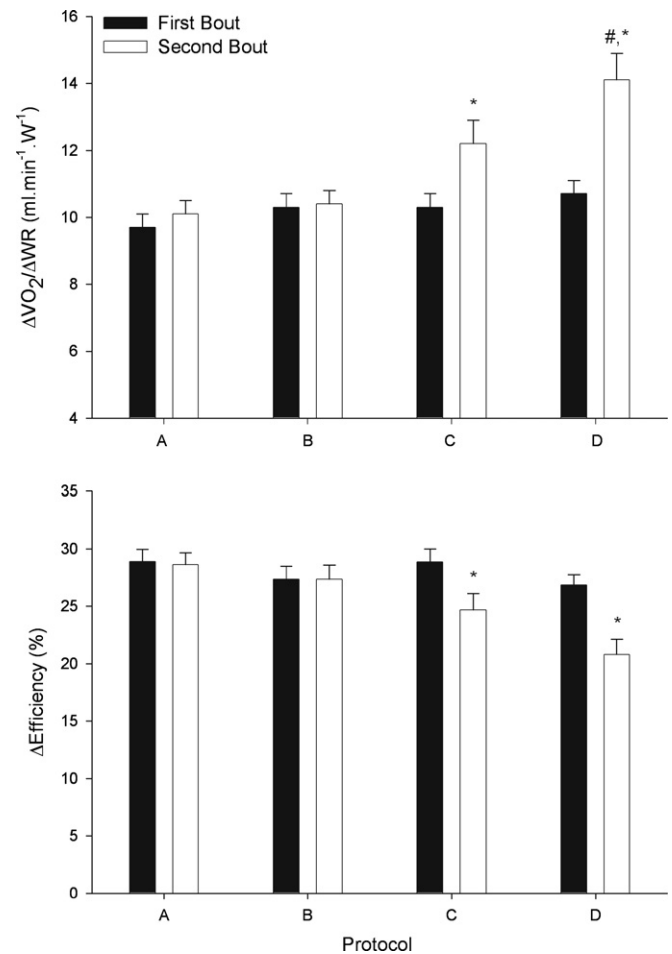 First Bout
Second Bout
ΔVO₂/ΔWR (ml.min⁻¹.W⁻¹)
16
14
12
10
8
6
4
*
#,*
A B C D
ΔEfficiency (%)
35
30
25
20
15
10
5
0
*
*
A B C D
Protocol